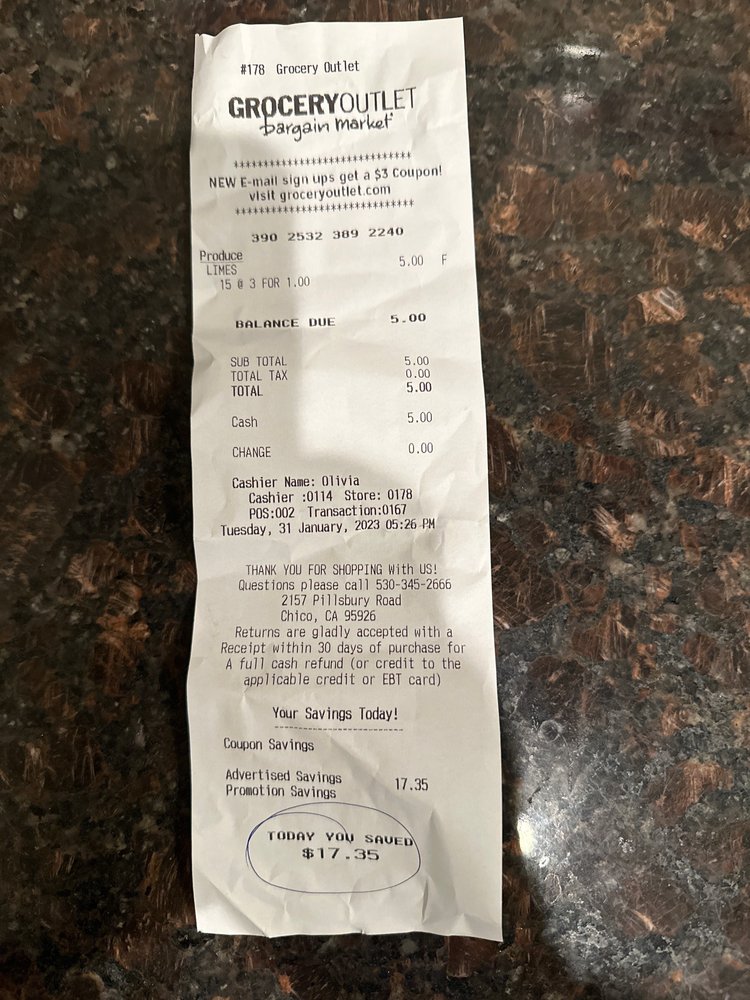 #178 Grocery Outlet
GROCERYOUTLET
bargain market
******************************
NEW E-mail sign ups get a $3 Coupon!
visit groceryoutlet.com
******************************
390 2532 389 2240
Produce
LIMES 5.00 F
15 @ 3 FOR 1.00
BALANCE DUE 5.00
SUB TOTAL 5.00
TOTAL TAX 0.00
TOTAL 5.00
Cash 5.00
CHANGE 0.00
Cashier Name: Olivia
Cashier :0114 Store: 0178
POS:002 Transaction:0167
Tuesday, 31 January, 2023 05:26 PM
THANK YOU FOR SHOPPING With US!
Questions please call 530-345-2666
2157 Pillsbury Road
Chico, CA 95926
Returns are gladly accepted with a
Receipt within 30 days of purchase for
A full cash refund (or credit to the
applicable credit or EBT card)
Your Savings Today!
--------------------------
Coupon Savings
Advertised Savings 17.35
Promotion Savings
TODAY YOU SAVED
$17.35